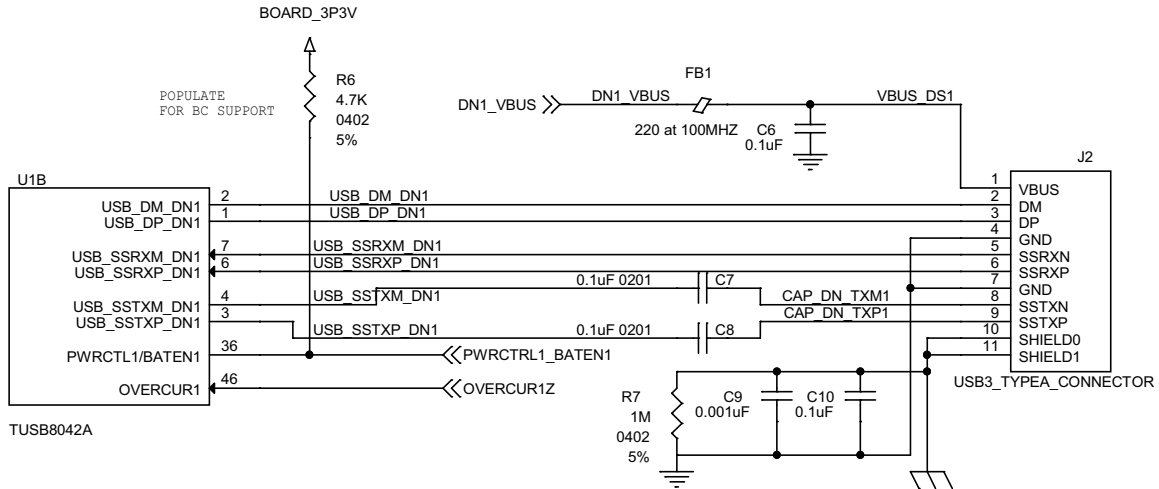 BOARD_3P3V
R6
4.7K
0402
5%
POPULATE
FOR BC SUPPORT
FB1
DN1_VBUS
DN1_VBUS
VBUS_DS1
220 at 100MHZ
C6
0.1uF
J2
U1B
USB_DM_DN1
2
USB_DM_DN1
1
VBUS
2
DM
USB_DP_DN1
1
USB_DP_DN1
3
DP
4
GND
USB_SSRXM_DN1
7
USB_SSRXM_DN1
5
SSRXN
USB_SSRXP_DN1
6
USB_SSRXP_DN1
6
SSRXP
0.1uF 0201
C7
7
GND
USB_SSTXM_DN1
4
USB_SSTXM_DN1
CAP_DN_TXM1
8
SSTXN
USB_SSTXP_DN1
3
CAP_DN_TXP1
9
SSTXP
USB_SSTXP_DN1
0.1uF 0201
C8
10
SHIELD0
PWRCTL1/BATEN1
36
PWRCTRL1_BATEN1
11
SHIELD1
USB3_TYPEA_CONNECTOR
OVERCUR1
46
OVERCUR1Z
R7
1M
0402
5%
C9
0.001uF
C10
0.1uF
TUSB8042A